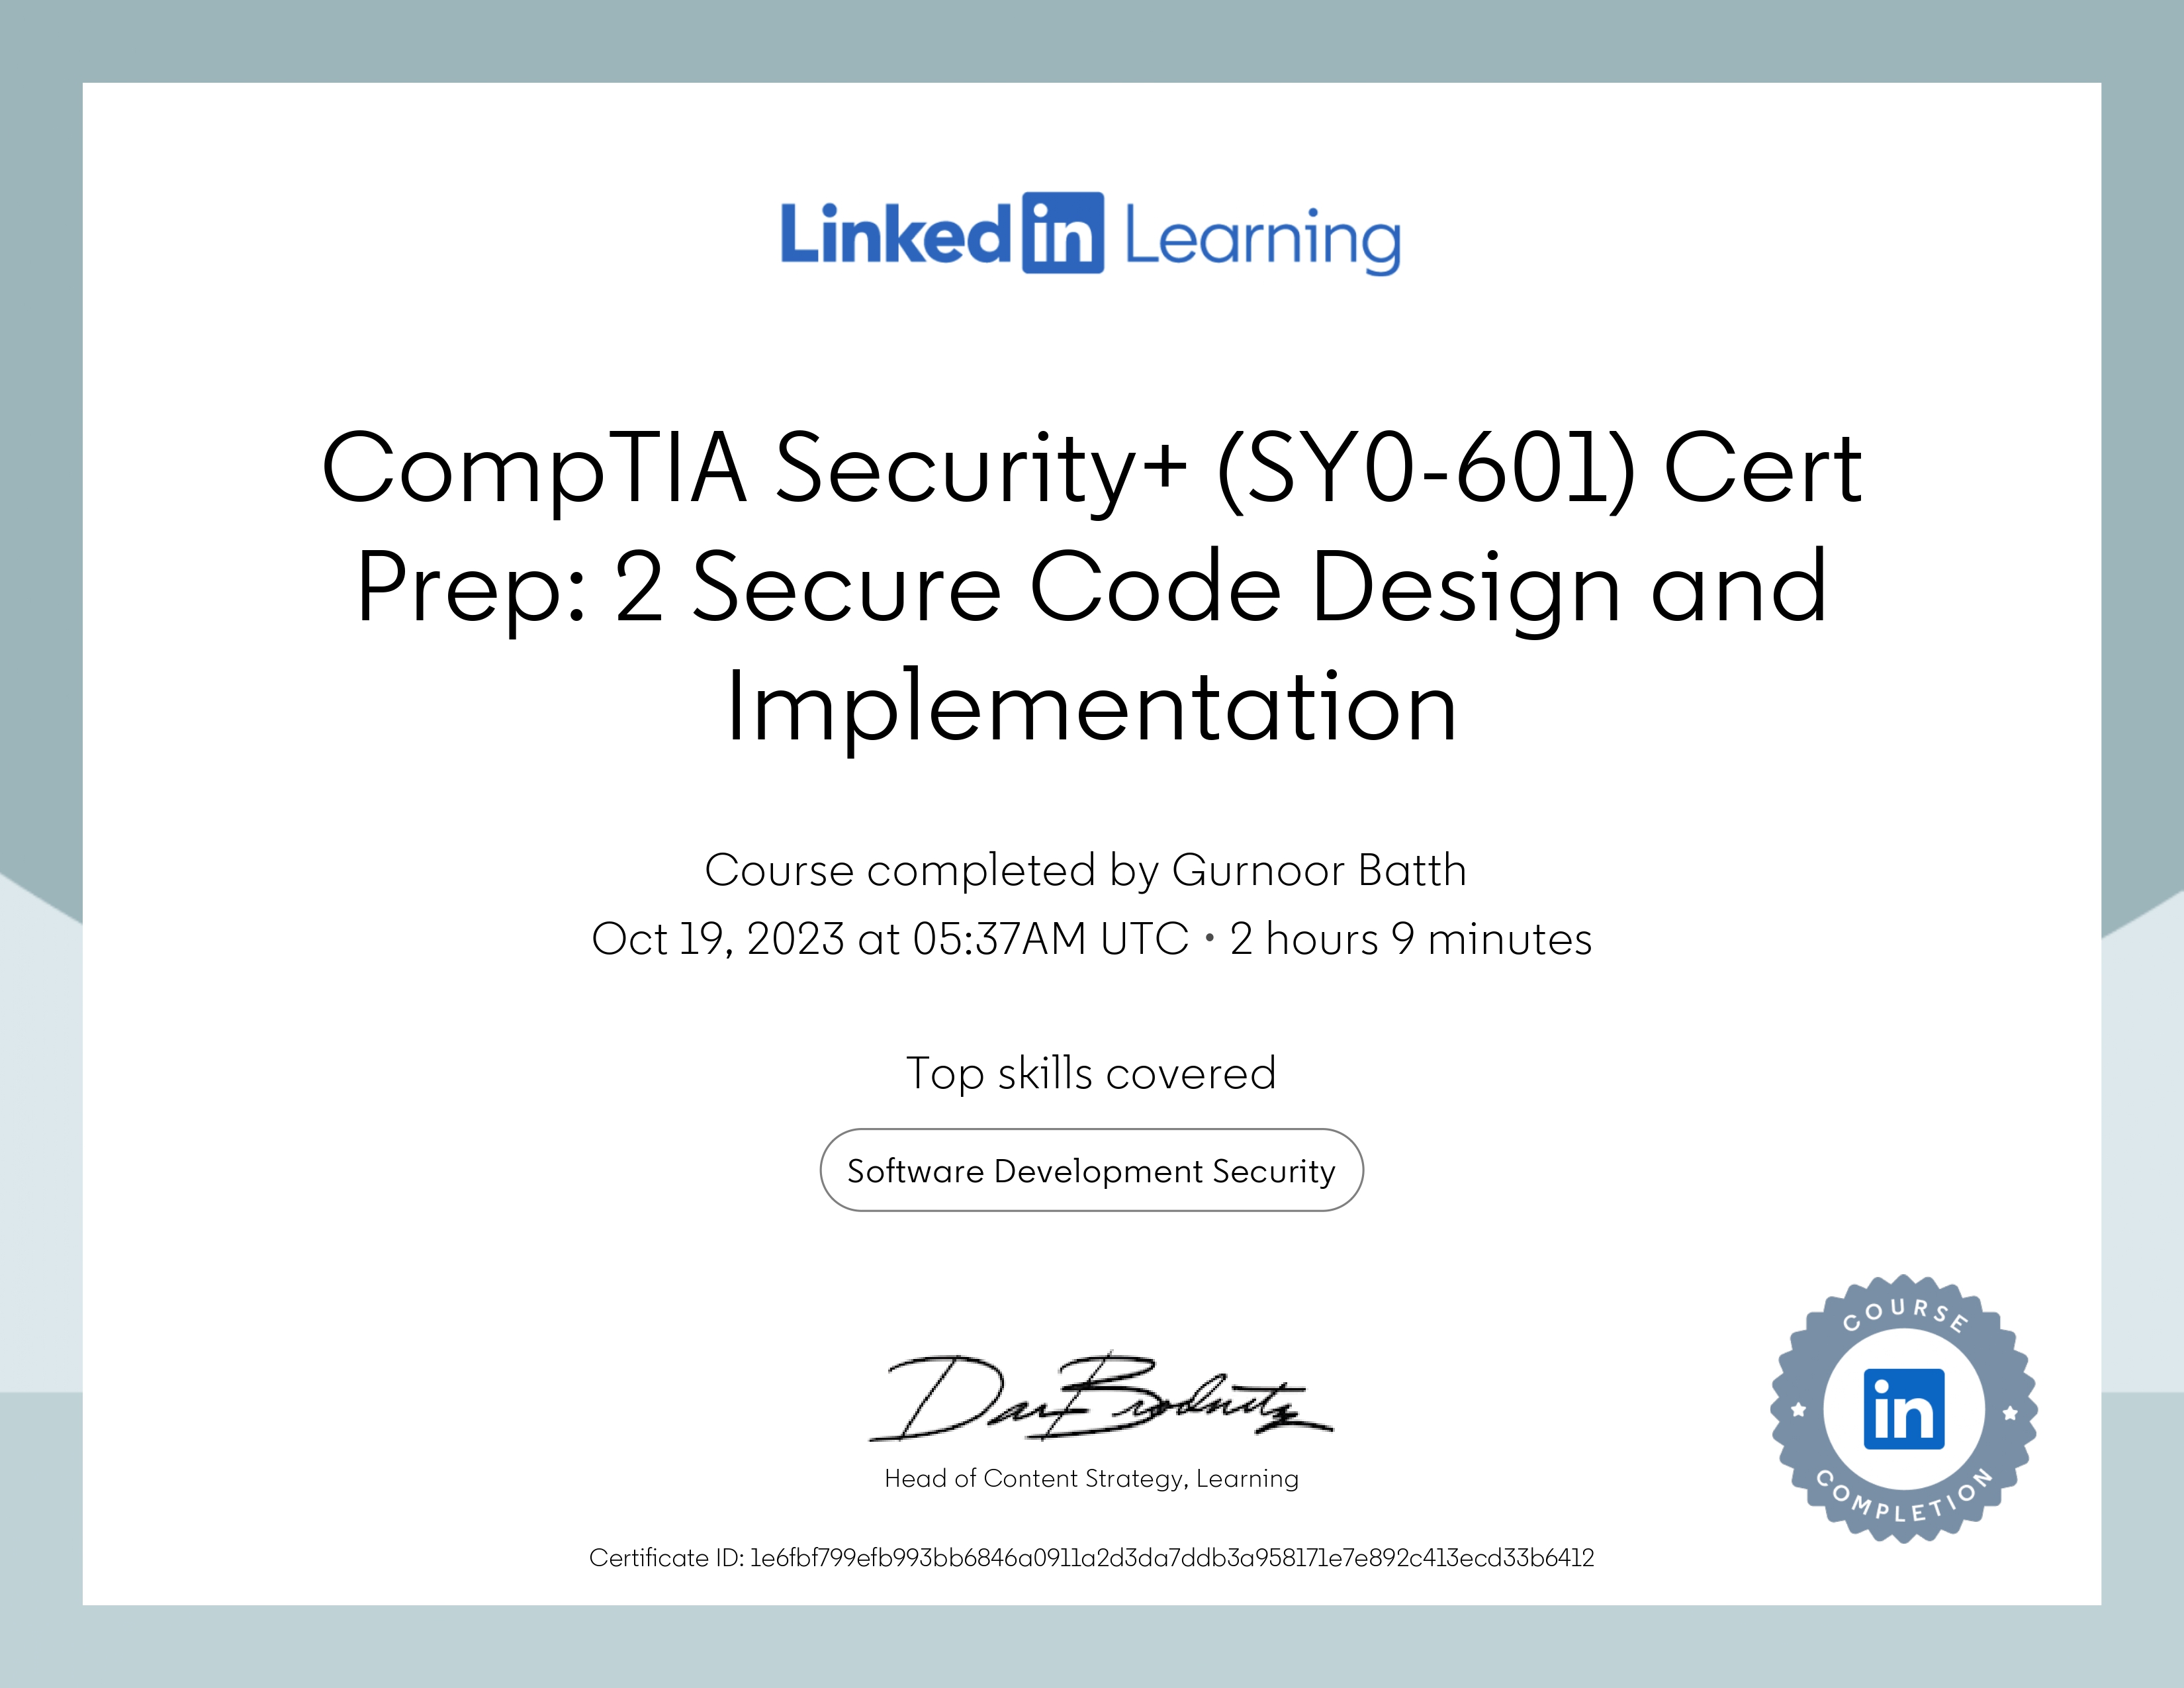 Linked in Learning
CompTIA Security+ (SY0-601) Cert
Prep: 2 Secure Code Design and
Implementation
Course completed by Gurnoor Batth
Oct 19, 2023 at 05:37AM UTC • 2 hours 9 minutes
Top skills covered
Software Development Security
Dan Brodnitz
Head of Content Strategy, Learning
Certificate ID: 1e6fbf799efb993bb6846a0911a2d3da7ddb3a958171e7e892c413ecd33b6412
COURSE
in
COMPLETION